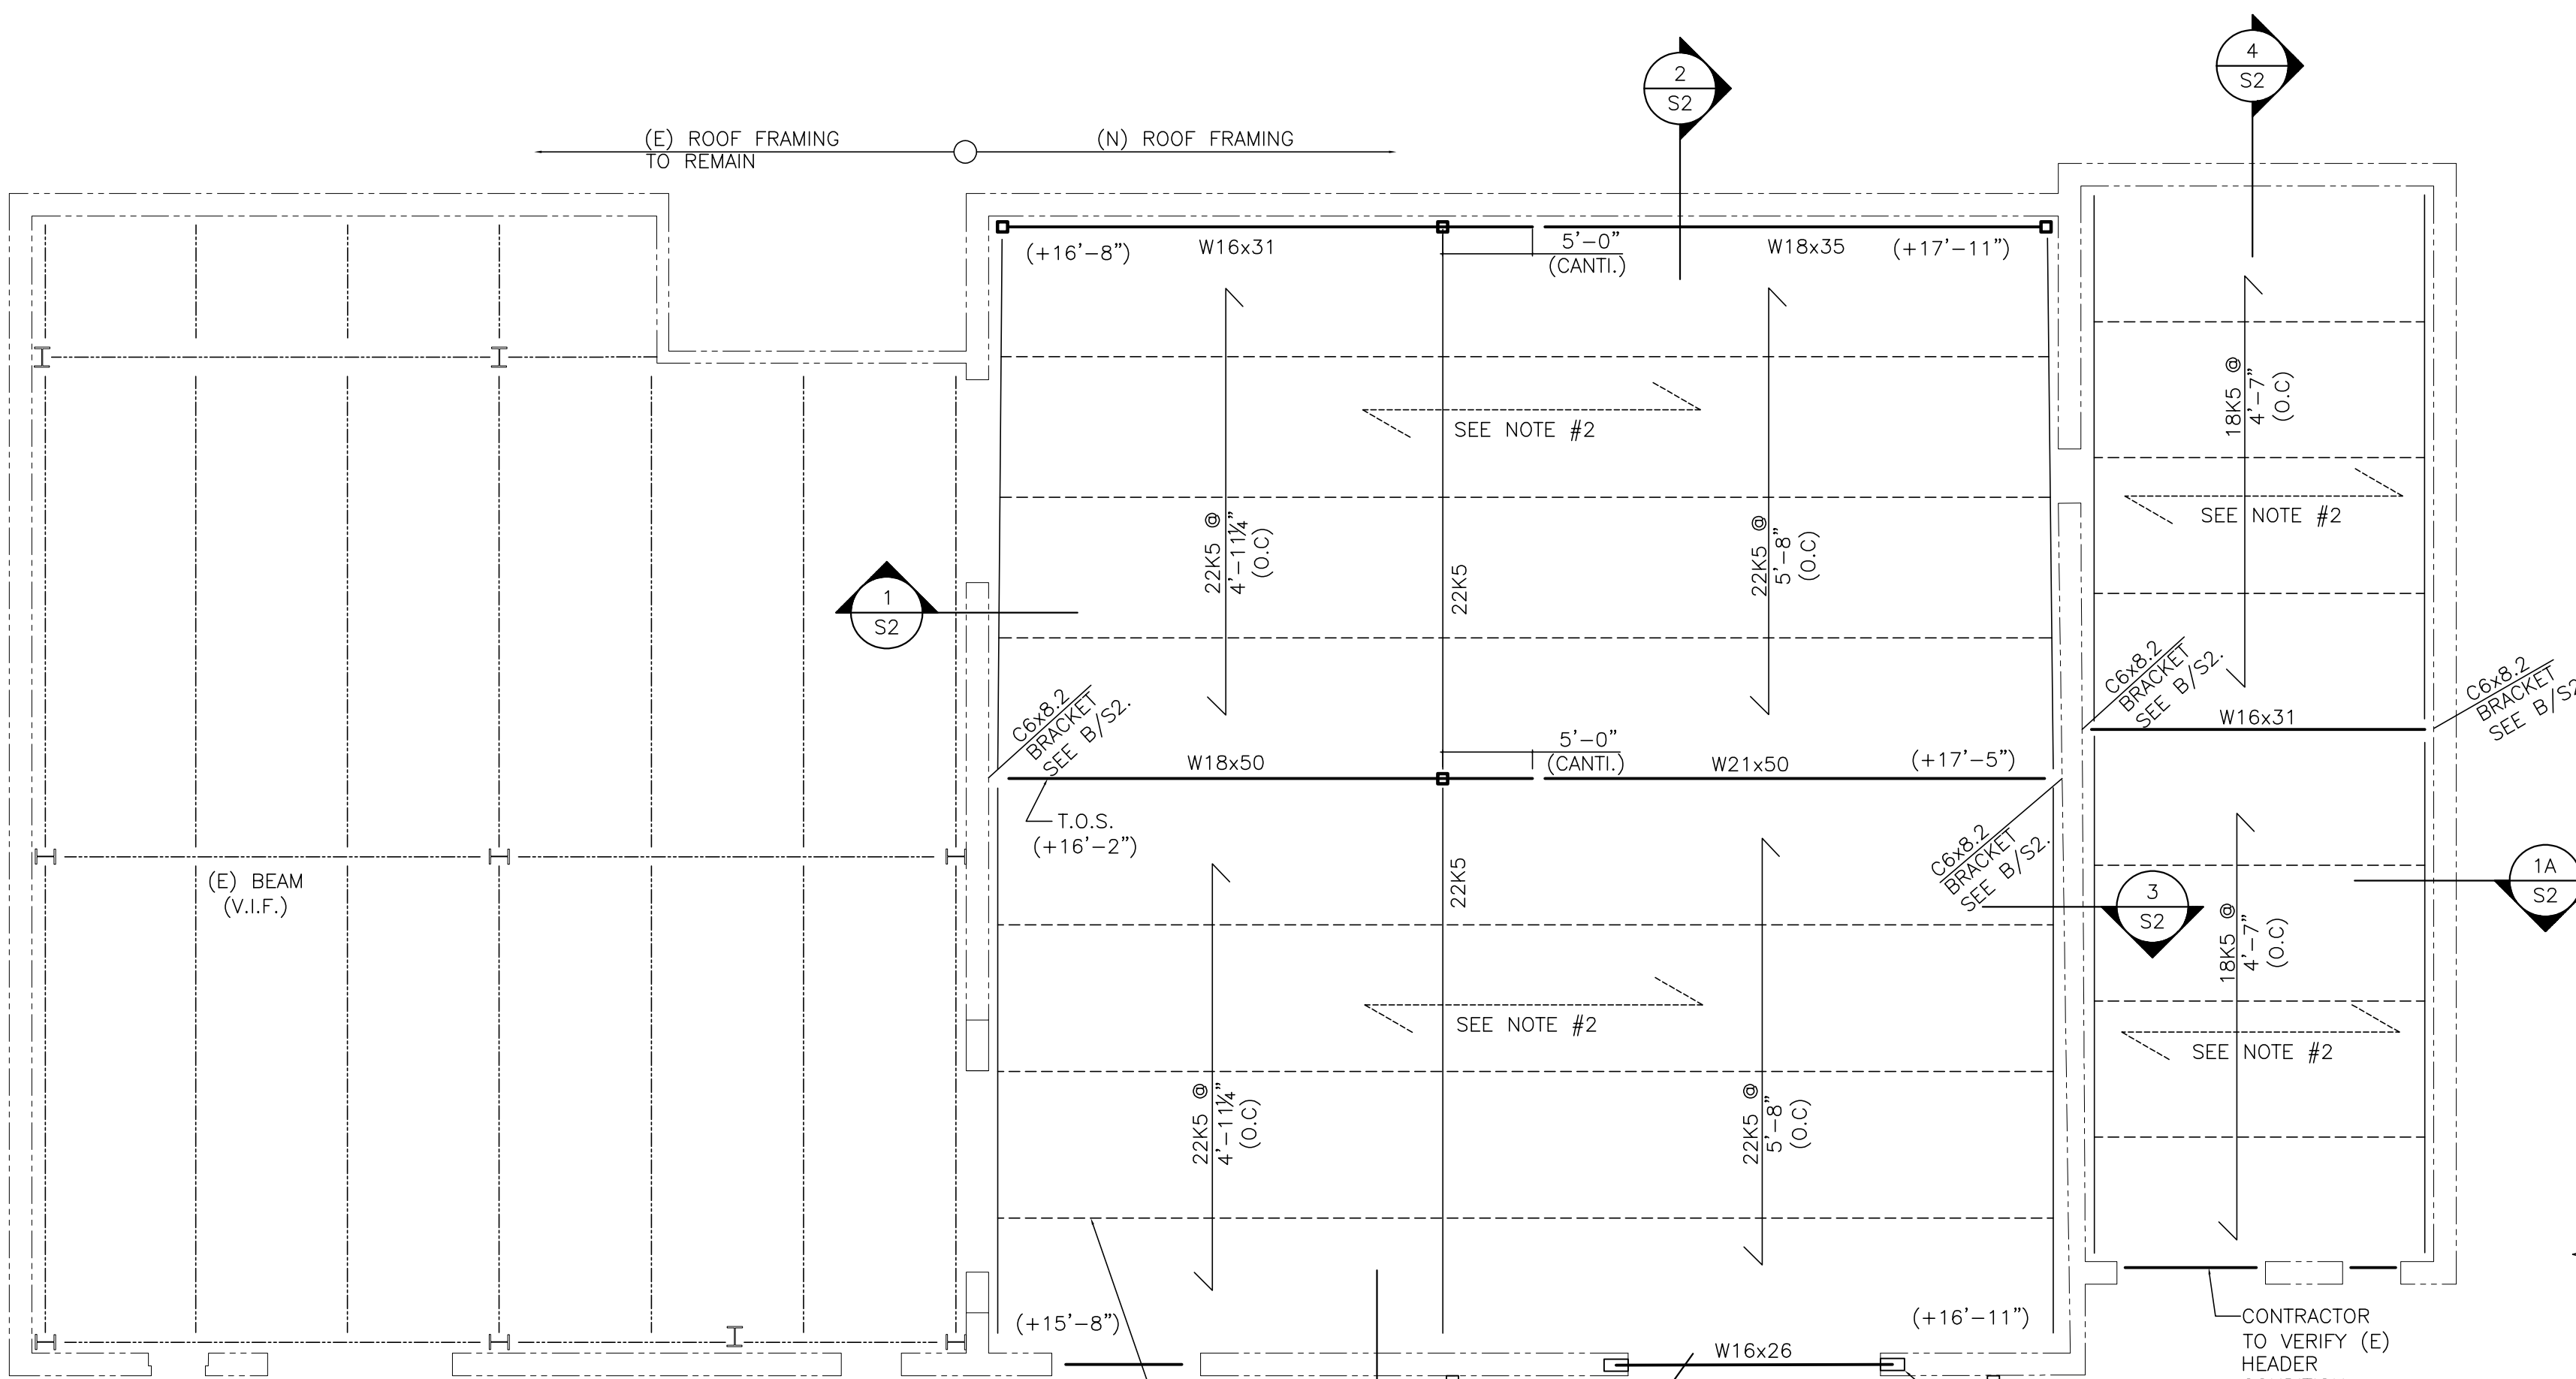 4
S2
2
S2
(E) ROOF FRAMING
TO REMAIN
(N) ROOF FRAMING
(+16'-8")
W16x31
5'-0"
(CANTI.)
W18x35
(+17'-11")
SEE NOTE #2
18K5 @
4'-7"
(O.C)
SEE NOTE #2
22K5 @
4'-11¼"
(O.C)
22K5
22K5 @
5'-8"
(O.C)
1
S2
C6x8.2
BRACKET
SEE B/S2.
C6x8.2
BRACKET
SEE B/S2.
W16x31
C6x8.2
BRACKET
SEE B/S2
W18x50
5'-0"
(CANTI.)
W21x50
(+17'-5")
T.O.S.
(+16'-2")
C6x8.2
BRACKET
SEE B/S2.
3
S2
1A
S2
(E) BEAM
(V.I.F.)
22K5
18K5 @
4'-7"
(O.C)
SEE NOTE #2
SEE NOTE #2
22K5 @
4'-11¼"
(O.C)
22K5 @
5'-8"
(O.C)
(+15'-8")
(+16'-11")
W16x26
CONTRACTOR
TO VERIFY (E)
HEADER